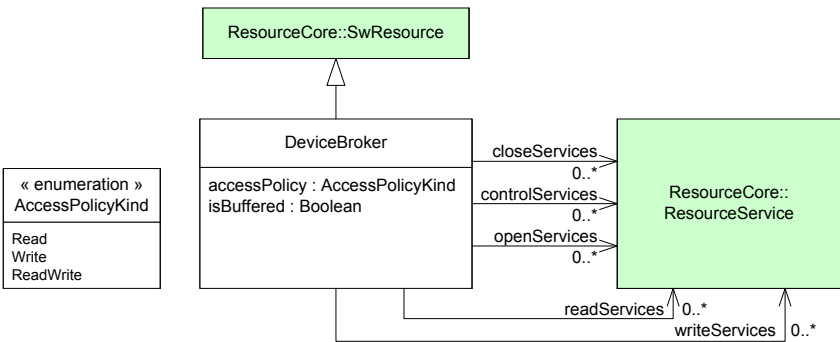 ResourceCore::SwResource
DeviceBroker
accessPolicy : AccessPolicyKind
isBuffered : Boolean
« enumeration »
AccessPolicyKind
Read
Write
ReadWrite
closeServices
0..*
controlServices
0..*
openServices
0..*
ResourceCore::
ResourceService
readServices
0..*
writeServices
0..*